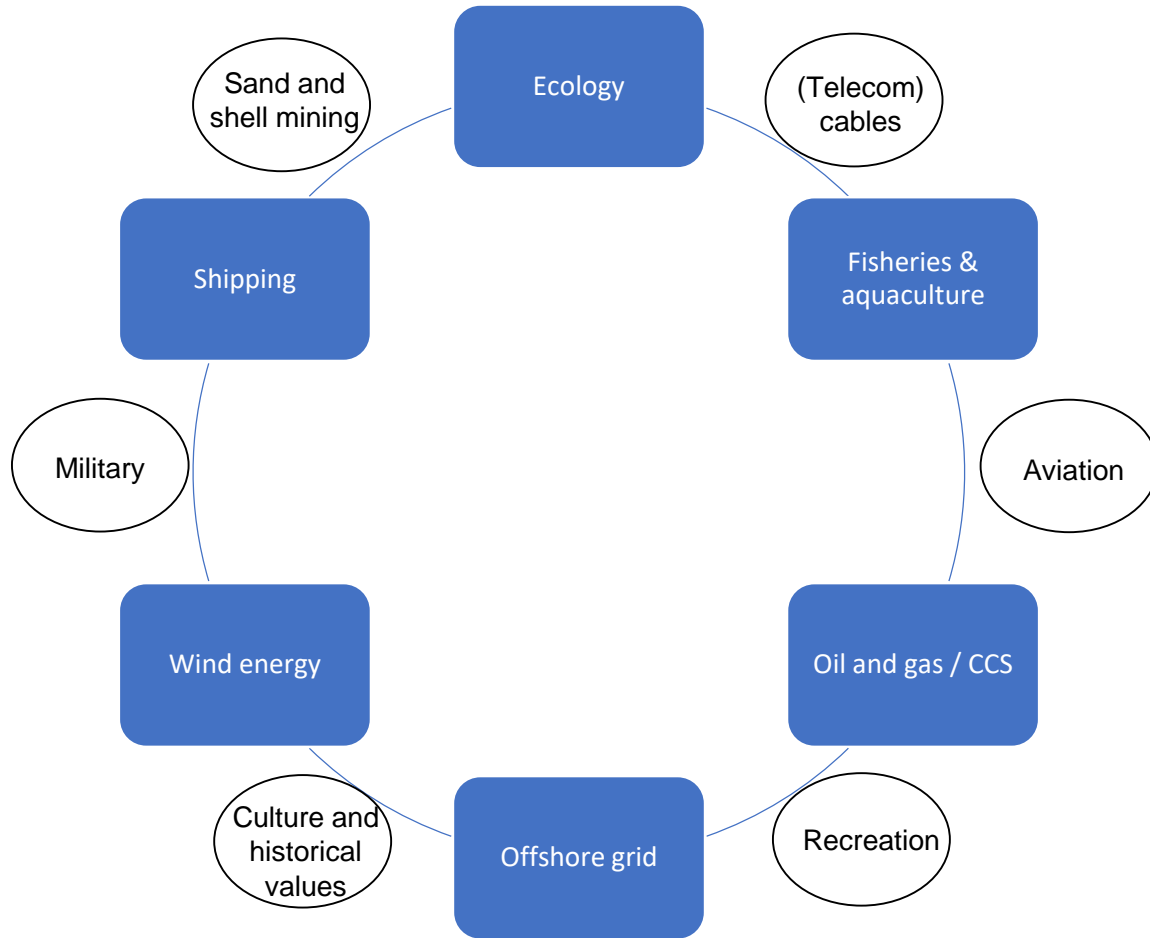 Ecology
Sand and
shell mining
(Telecom)
cables
Shipping
Fisheries &
aquaculture
Military
Aviation
Wind energy
Oil and gas / CCS
Culture and
historical
values
Offshore grid
Recreation